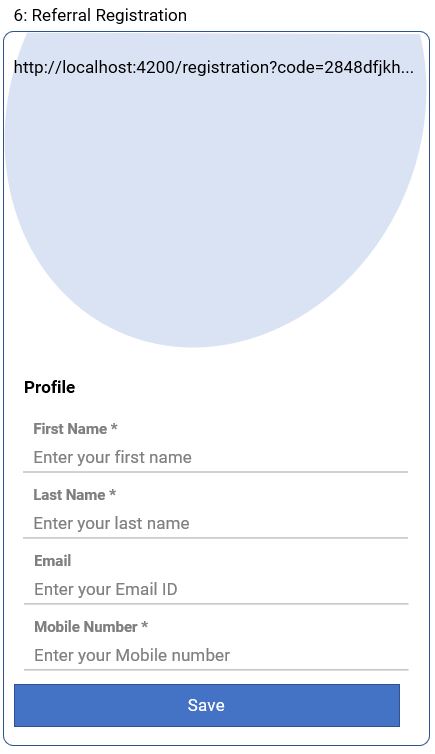 6: Referral Registration
http://localhost:4200/registration?code=2848dfjkh...
Profile
First Name *
Enter your first name
Last Name *
Enter your last name
Email
Enter your Email ID
Mobile Number *
Enter your Mobile number
Save